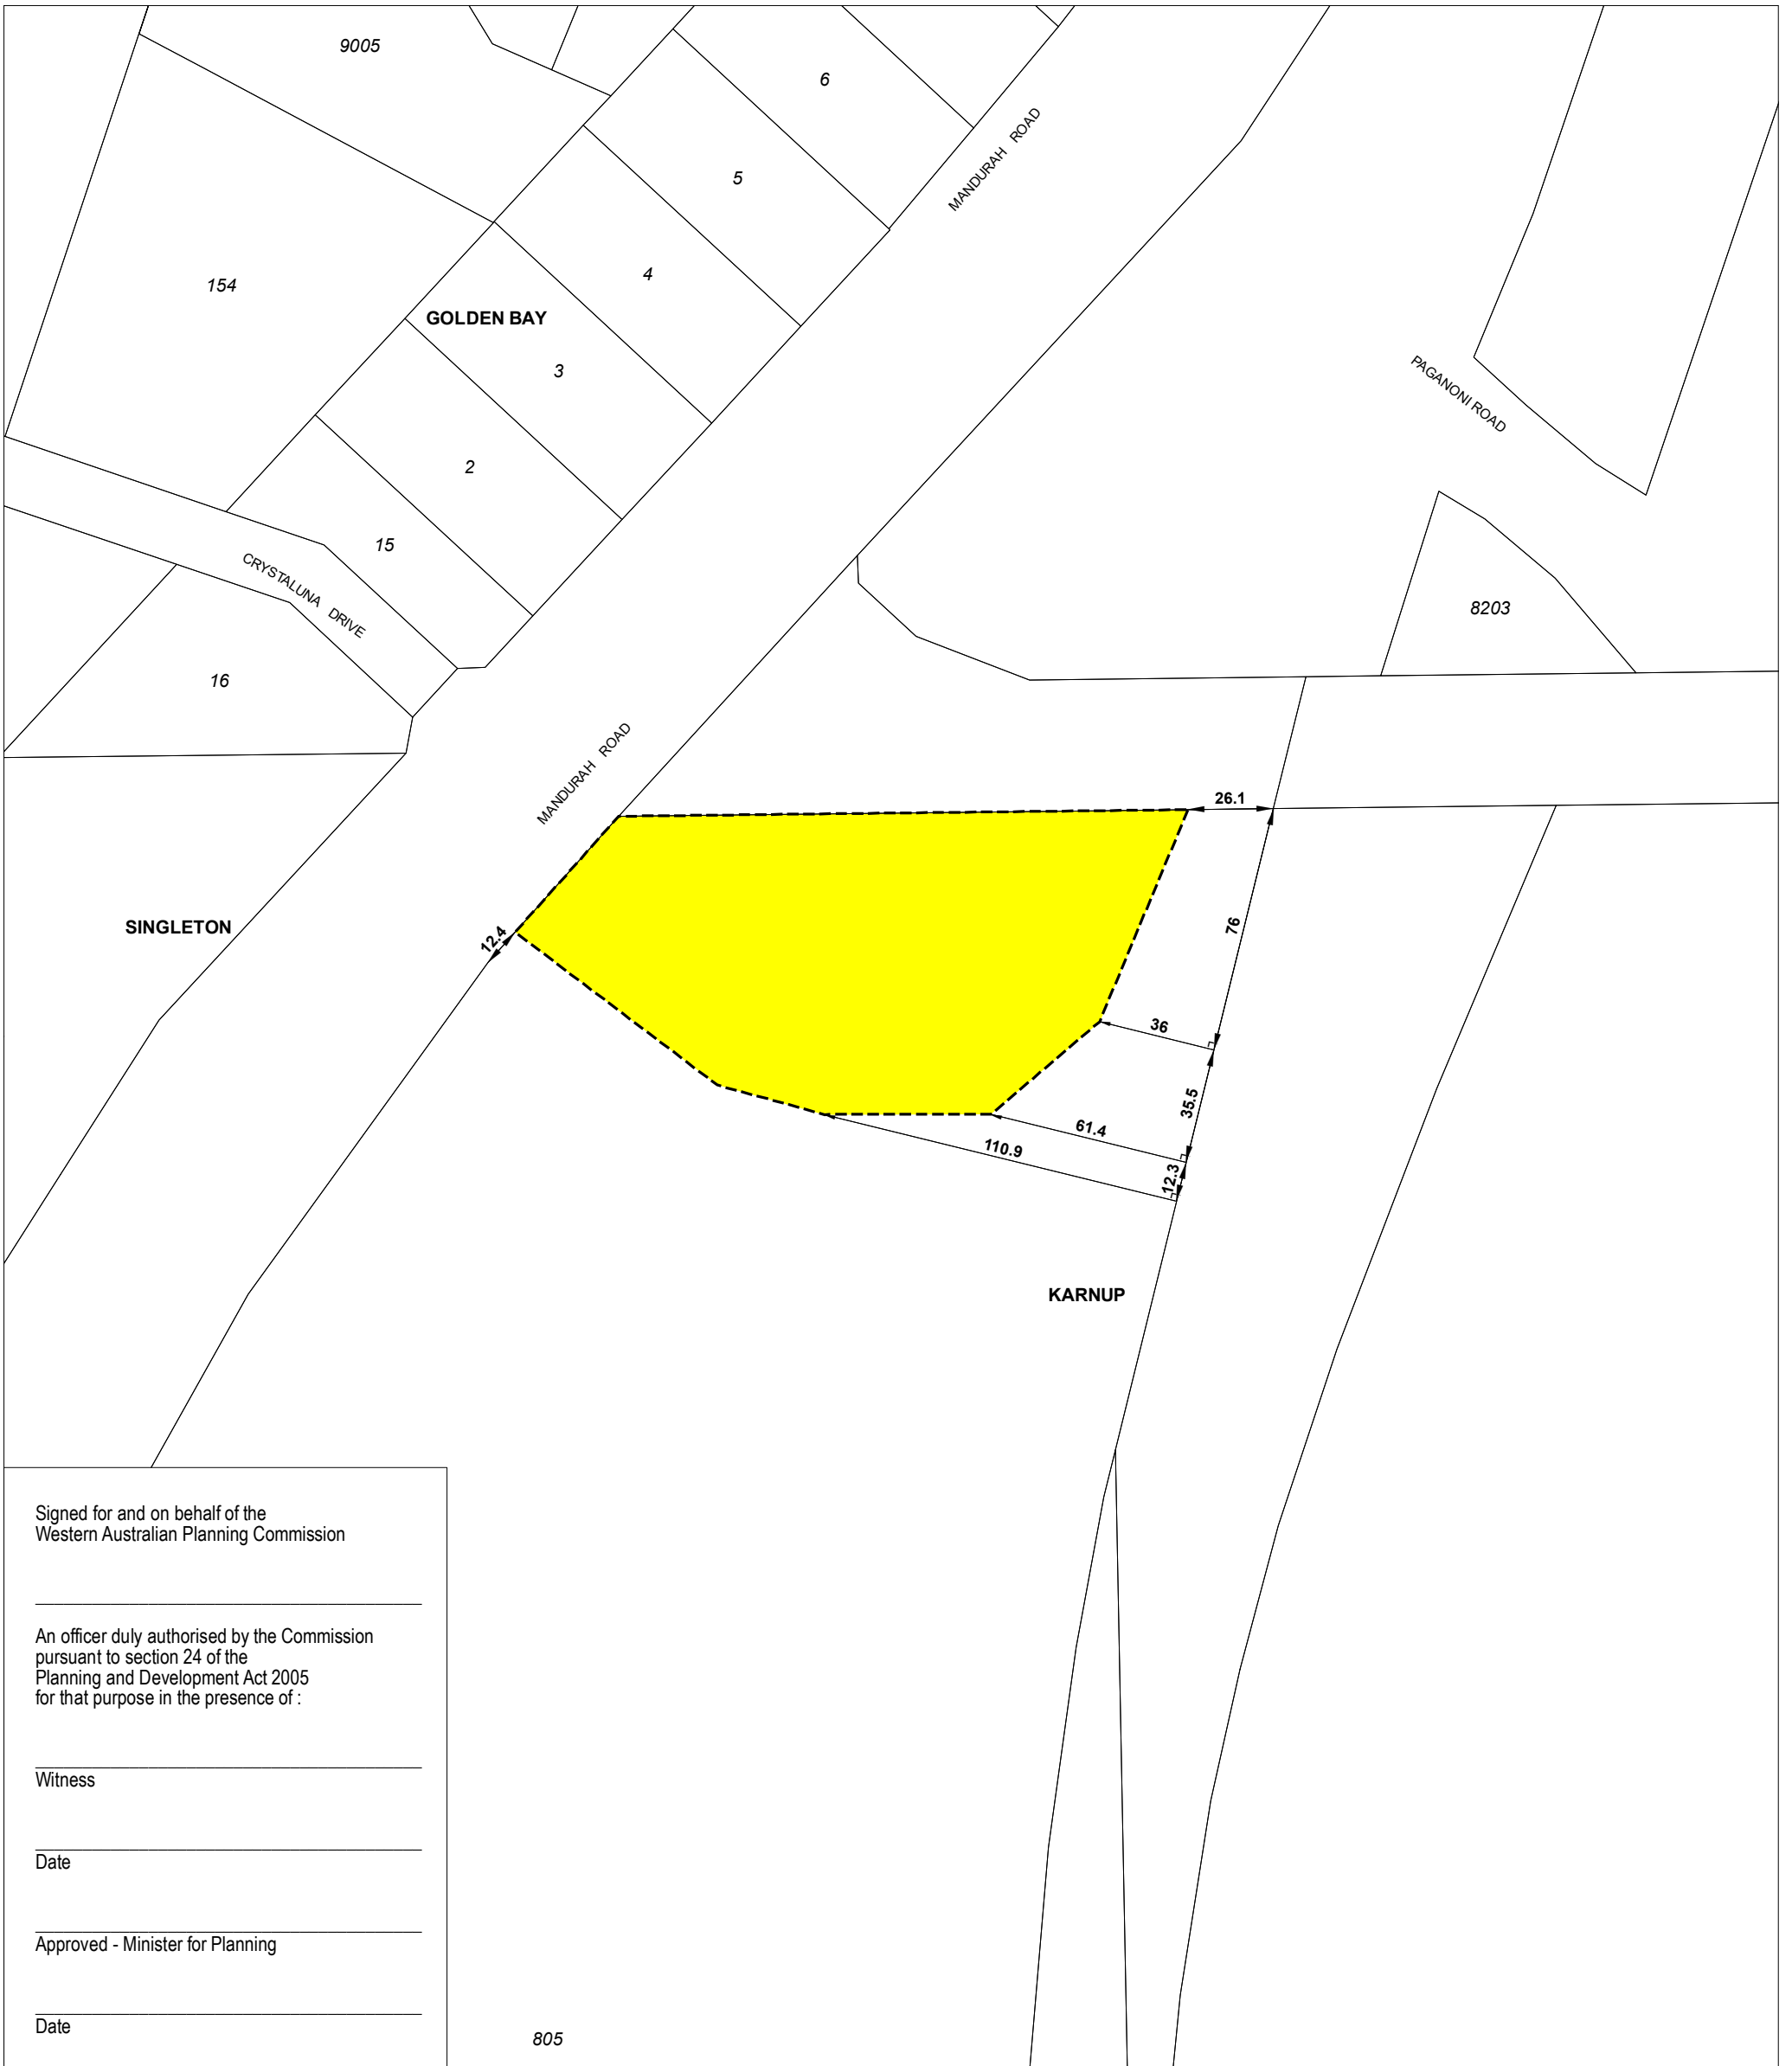 9005
6
MANDURAH ROAD
5
4
154
GOLDEN BAY
3
PAGANONI ROAD
2
15
CRYSTALUNA DRIVE
8203
16
MANDURAH ROAD
26.1
SINGLETON
12.4
76
36
35.5
61.4
110.9
12.3
KARNUP
Signed for and on behalf of the
Western Australian Planning Commission
An officer duly authorised by the Commission
pursuant to section 24 of the
Planning and Development Act 2005
for that purpose in the presence of :
Witness
Date
Approved - Minister for Planning
Date
805